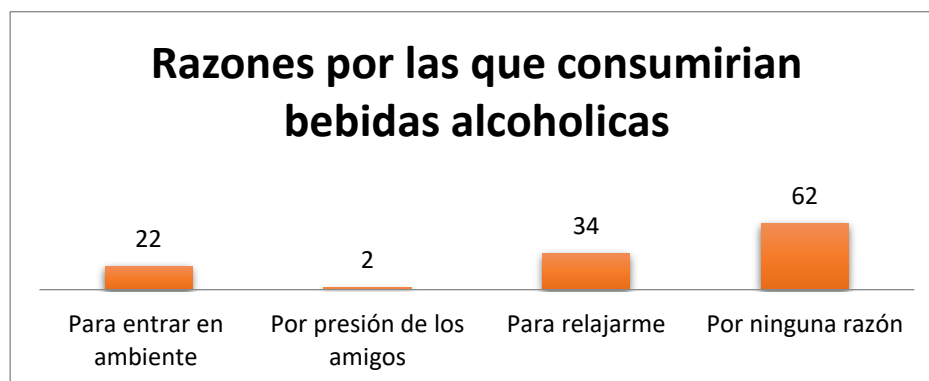 Razones por las que consumirian
bebidas alcoholicas
22
2
34
62
Para entrar en
ambiente
Por presión de los
amigos
Para relajarme
Por ninguna razón